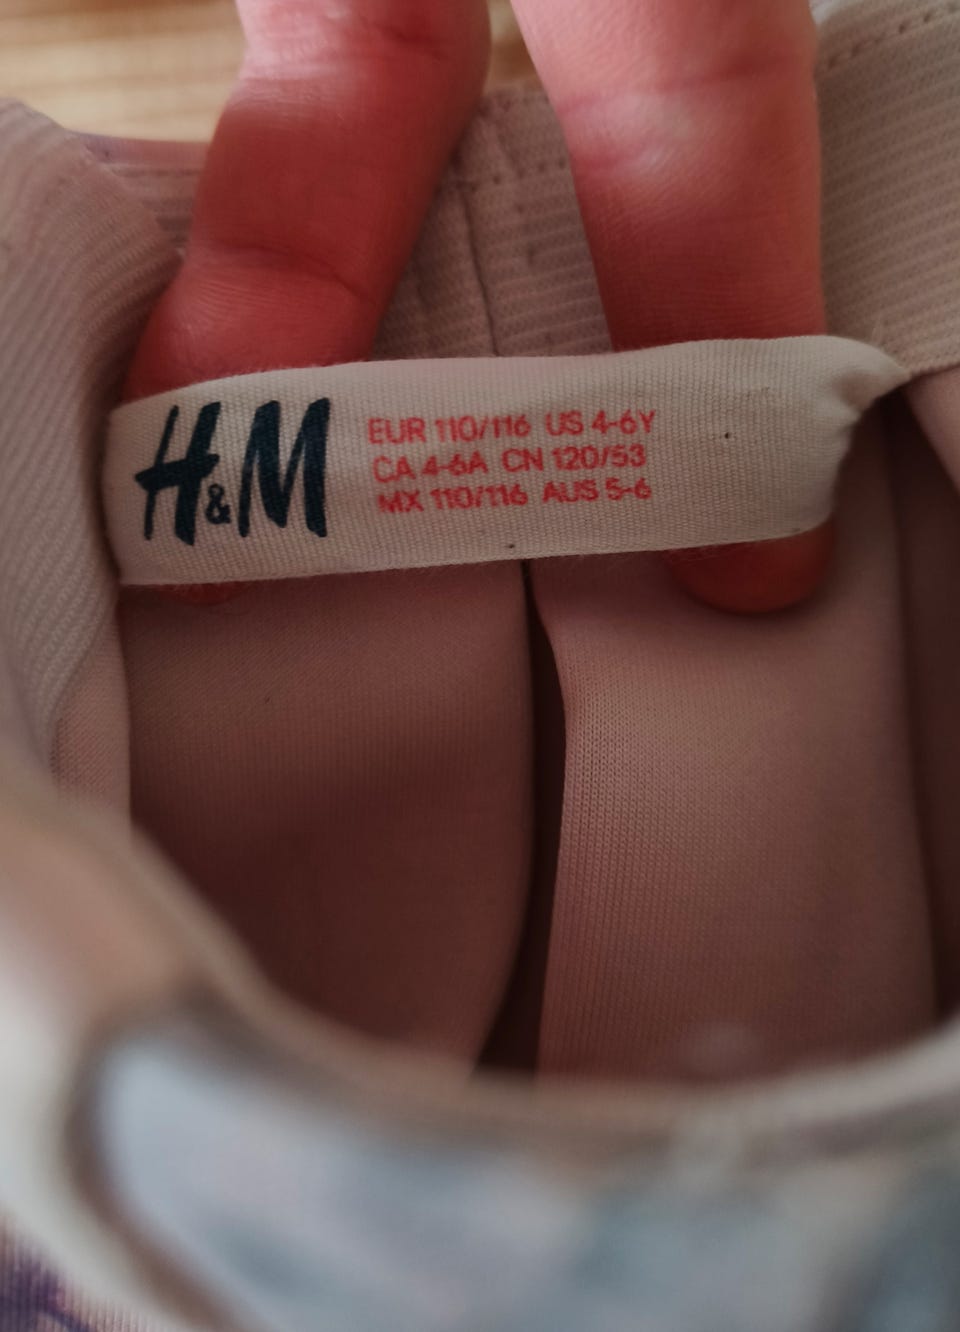 H&M
EUR 110/116 US 4-6Y
CA 4-6A CN 120/53
MX 110/116 AUS 5-6